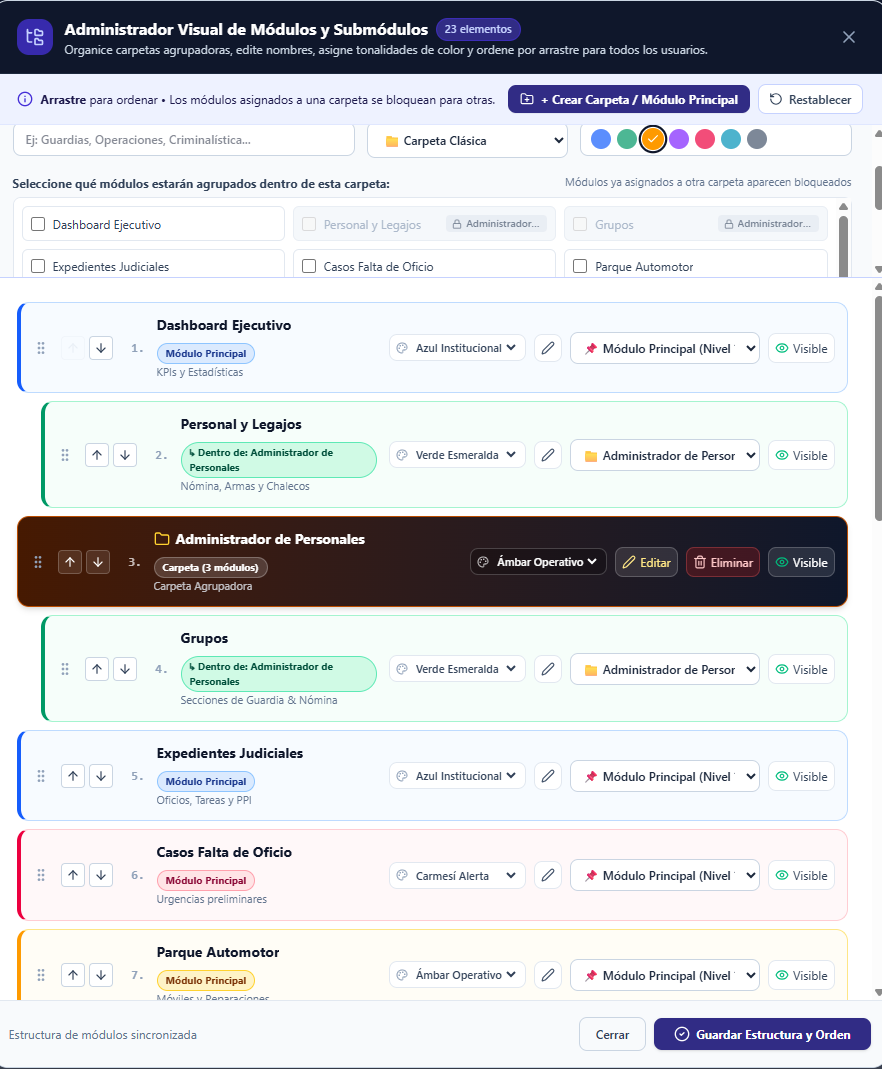 Administrador Visual de Módulos y Submódulos 23 elementos
Organice carpetas agrupadoras, edite nombres, asigne tonalidades de color y ordene por arrastre para todos los usuarios.
Arrastre para ordenar • Los módulos asignados a una carpeta se bloquean para otras.
+ Crear Carpeta / Módulo Principal
Restablecer
Ej: Guardias, Operaciones, Criminalística...
Carpeta Clásica
Seleccione qué módulos estarán agrupados dentro de esta carpeta:
Módulos ya asignados a otra carpeta aparecen bloqueados
Dashboard Ejecutivo
Personal y Legajos
Administrador...
Grupos
Administrador...
Expedientes Judiciales
Casos Falta de Oficio
Parque Automotor
Dashboard Ejecutivo
1.
Módulo Principal
KPIs y Estadísticas
Azul Institucional
Módulo Principal (Nivel
Visible
Personal y Legajos
2.
↳ Dentro de: Administrador de
Personales
Nómina, Armas y Chalecos
Verde Esmeralda
Administrador de Person
Visible
Administrador de Personales
3.
Carpeta (3 módulos)
Carpeta Agrupadora
Ámbar Operativo
Editar
Eliminar
Visible
Grupos
4.
↳ Dentro de: Administrador de
Personales
Secciones de Guardia & Nómina
Verde Esmeralda
Administrador de Person
Visible
Expedientes Judiciales
5.
Módulo Principal
Oficios, Tareas y PPI
Azul Institucional
Módulo Principal (Nivel
Visible
Casos Falta de Oficio
6.
Módulo Principal
Urgencias preliminares
Carmesí Alerta
Módulo Principal (Nivel
Visible
Parque Automotor
7.
Módulo Principal
Móviles y Reparaciones
Ámbar Operativo
Módulo Principal (Nivel
Visible
Estructura de módulos sincronizada
Cerrar
Guardar Estructura y Orden